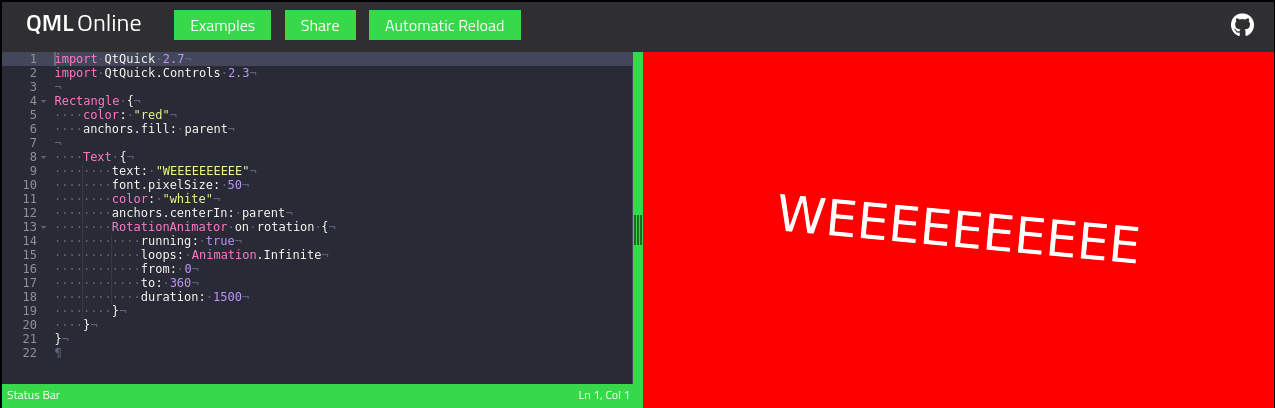 QML Online Examples Share Automatic Reload
1 import QtQuick 2.7
2 import QtQuick.Controls 2.3
3
4 Rectangle {
5     color: "red"
6     anchors.fill: parent
7
8     Text {
9         text: "WEEEEEEEEEE"
10         font.pixelSize: 50
11         color: "white"
12         anchors.centerIn: parent
13         RotationAnimator on rotation {
14             running: true
15             loops: Animation.Infinite
16             from: 0
17             to: 360
18             duration: 1500
19         }
20     }
21 }
22
WEEEEEEEEEE
Status Bar Ln 1, Col 1